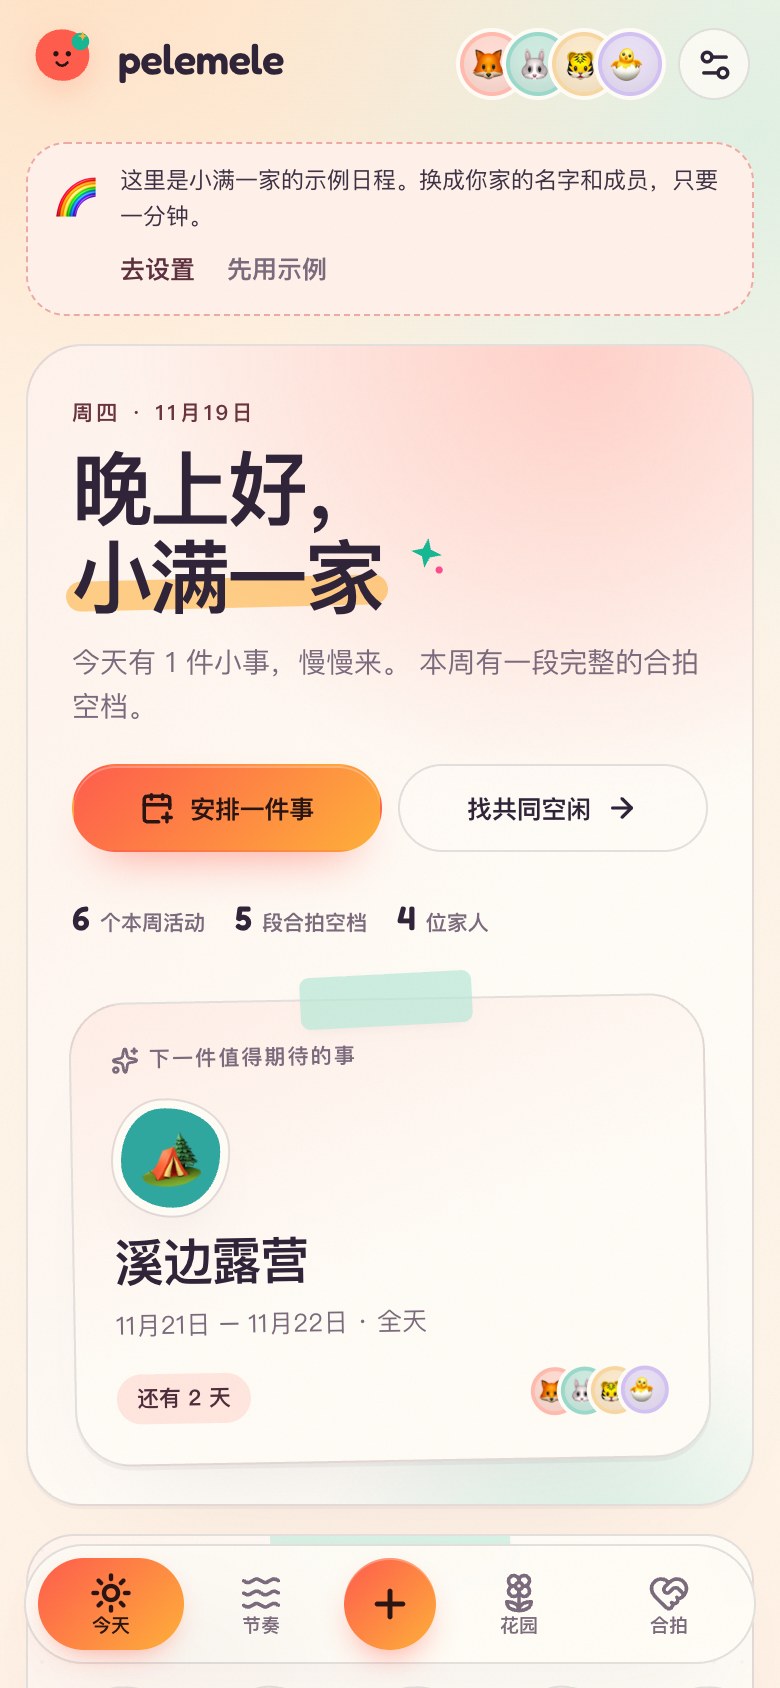 pelemele
这里是小满一家的示例日程。换成你家的名字和成员，只要
一分钟。
去设置 先用示例
周四 · 11月19日
晚上好，
小满一家
今天有 1 件小事，慢慢来。 本周有一段完整的合拍
空档。
安排一件事 找共同空闲
6 个本周活动 5 段合拍空档 4 位家人
下一件值得期待的事
溪边露营
11月21日 — 11月22日 · 全天
还有 2 天
今天 节奏 花园 合拍